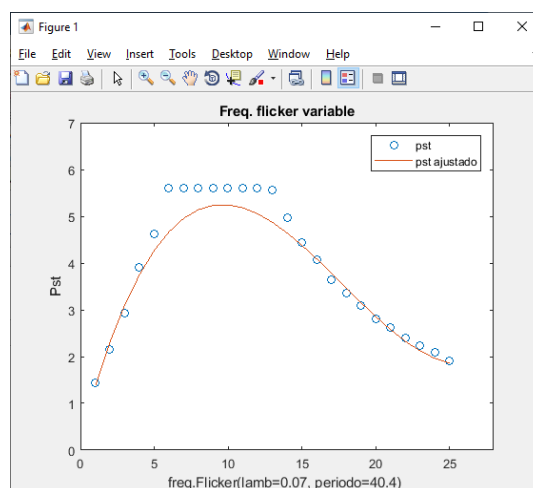 Figure 1
File Edit View Insert Tools Desktop Window Help
Freq. flicker variable
7
6
5
4
3
2
1
0
Pst
pst
pst ajustado
0 5 10 15 20 25
freq.Flicker(lamb=0.07, periodo=40.4)